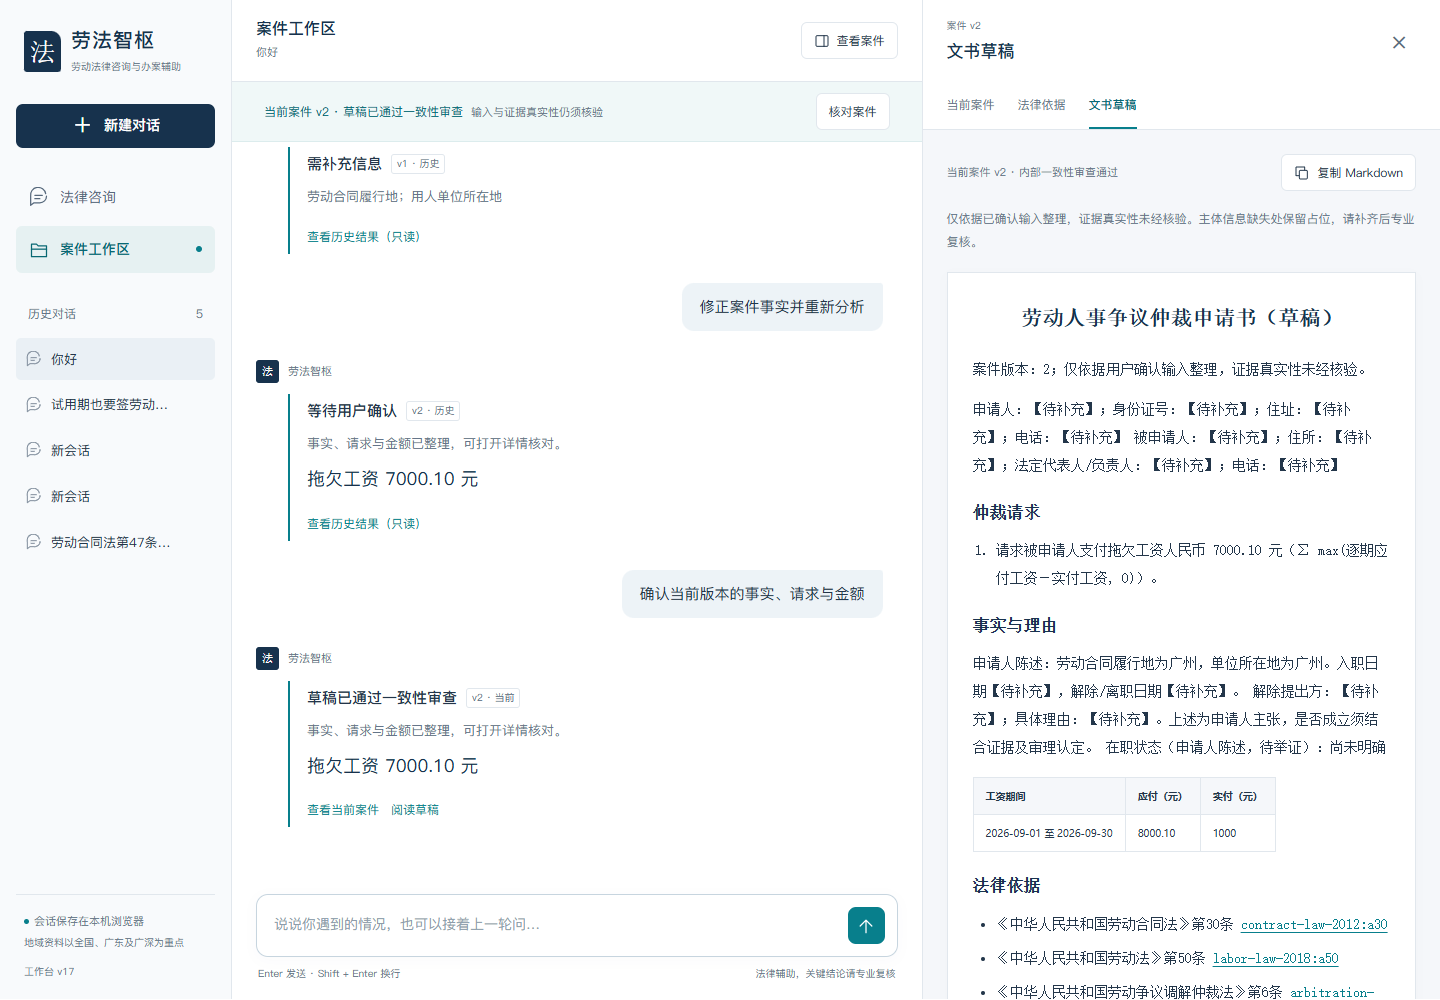 法
劳法智枢
劳动法律咨询与办案辅助
新建对话
法律咨询
案件工作区
历史对话 5
你好
试用期也要签劳动...
新会话
新会话
劳动合同法第47条...
会话保存在本机浏览器
地域资料以全国、广东及广深为重点
工作台 v17
案件工作区
你好
查看案件
当前案件 v2 · 草稿已通过一致性审查 输入与证据真实性仍须核验
核对案件
需补充信息 v1 · 历史
劳动合同履行地；用人单位所在地
查看历史结果（只读）
修正案件事实并重新分析
法 劳法智枢
等待用户确认 v2 · 历史
事实、请求与金额已整理，可打开详情核对。
拖欠工资 7000.10 元
查看历史结果（只读）
确认当前版本的事实、请求与金额
法 劳法智枢
草稿已通过一致性审查 v2 · 当前
事实、请求与金额已整理，可打开详情核对。
拖欠工资 7000.10 元
查看当前案件 阅读草稿
说说你遇到的情况，也可以接着上一轮问...
Enter 发送 · Shift + Enter 换行
法律辅助，关键结论请专业复核
案件 v2
文书草稿
当前案件 法律依据 文书草稿
当前案件 v2 · 内部一致性审查通过
复制 Markdown
仅依据已确认输入整理，证据真实性未经核验。主体信息缺失处保留占位，请补齐后专业
复核。
劳动人事争议仲裁申请书（草稿）
案件版本：2；仅依据用户确认输入整理，证据真实性未经核验。
申请人：【待补充】；身份证号：【待补充】；住址：【待补
充】；电话：【待补充】 被申请人：【待补充】；住所：【待补
充】；法定代表人/负责人：【待补充】；电话：【待补充】
仲裁请求
1. 请求被申请人支付拖欠工资人民币 7000.10 元（Σ max(逐期应
付工资－实付工资, 0)）。
事实与理由
申请人陈述：劳动合同履行地为广州，单位所在地为广州。入职日
期【待补充】，解除/离职日期【待补充】。 解除提出方：【待补
充】；具体理由：【待补充】。上述为申请人主张，是否成立须结
合证据及审理认定。 在职状态（申请人陈述，待举证）：尚未明确
工资期间 应付（元） 实付（元）
2026-09-01 至 2026-09-30 8000.10 1000
法律依据
• 《中华人民共和国劳动合同法》第30条 contract-law-2012:a30
• 《中华人民共和国劳动法》第50条 labor-law-2018:a50
• 《中华人民共和国劳动争议调解仲裁法》第6条 arbitration-